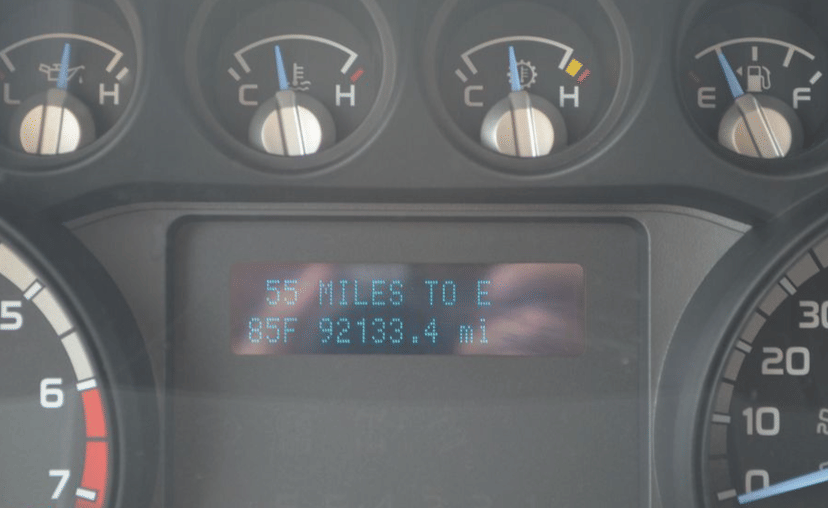 L H
C H
C H
E F
55 MILES TO E
85F 92133.4 mi
5
6
7
30
20
10
0